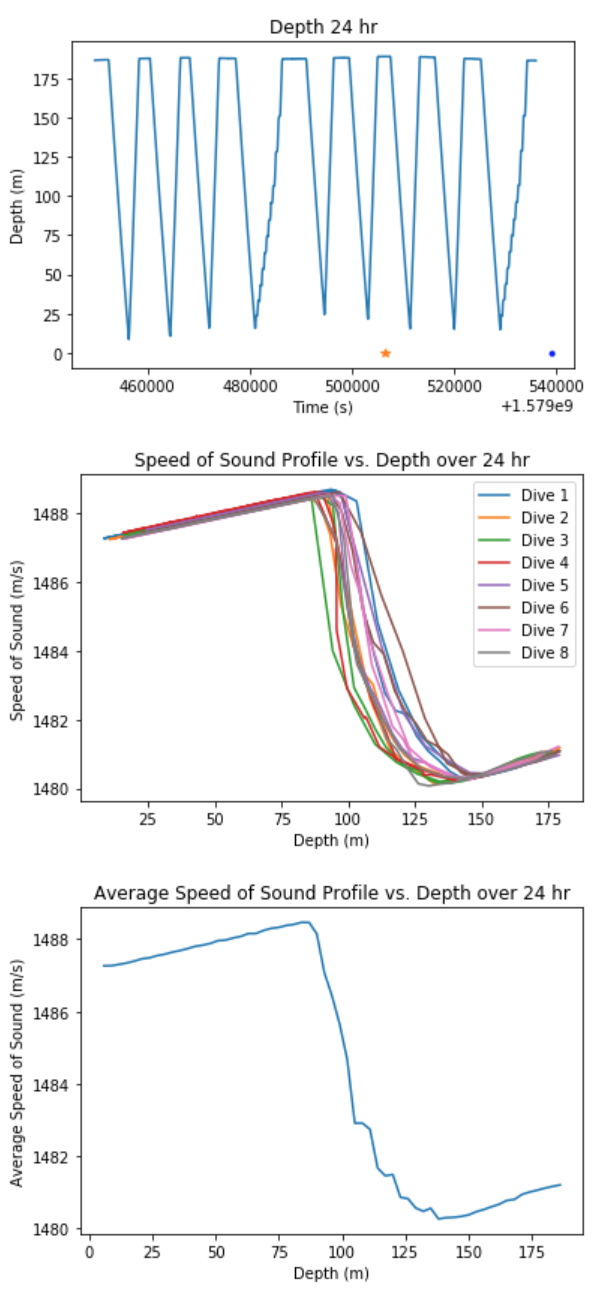 Depth 24 hr
Depth (m)
175
150
125
100
75
50
25
0
460000 480000 500000 520000 540000
Time (s)
+1.579e9
Speed of Sound Profile vs. Depth over 24 hr
Speed of Sound (m/s)
1488
1486
1484
1482
1480
Dive 1
Dive 2
Dive 3
Dive 4
Dive 5
Dive 6
Dive 7
Dive 8
25 50 75 100 125 150 175
Depth (m)
Average Speed of Sound Profile vs. Depth over 24 hr
Average Speed of Sound (m/s)
1488
1486
1484
1482
1480
0 25 50 75 100 125 150 175
Depth (m)